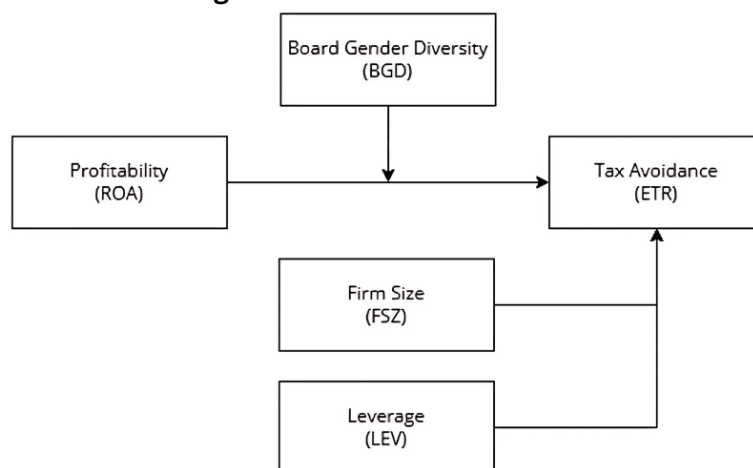 Board Gender Diversity
(BGD)
Profitability
(ROA)
Tax Avoidance
(ETR)
Firm Size
(FSZ)
Leverage
(LEV)